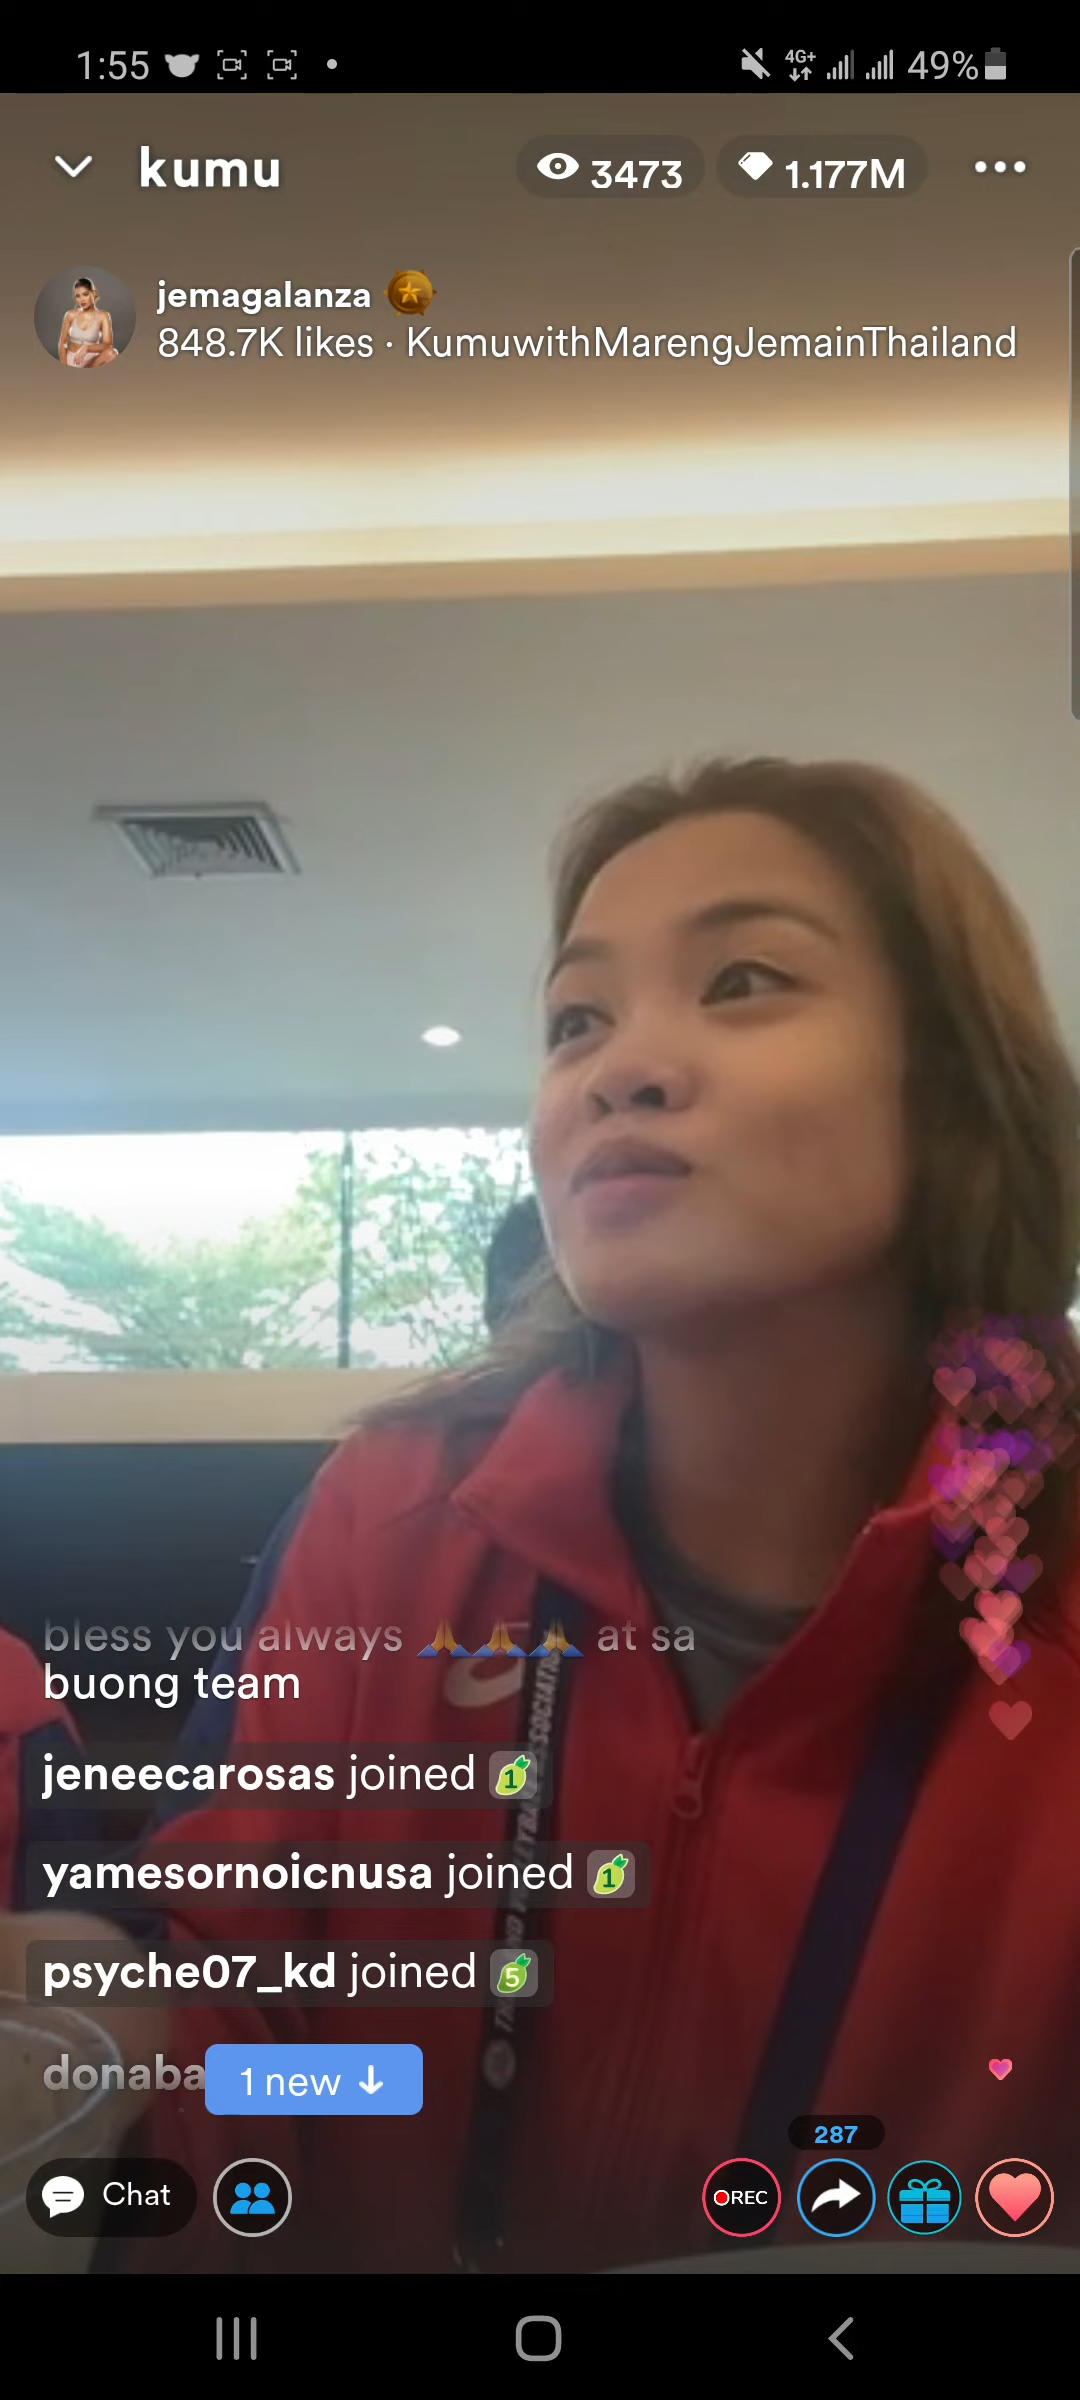 1:55
4G+
49%
kumu
3473
1.177M
jemagalanza
848.7K likes · KumuwithMarengJemainThailand
bless you always 🙏🙏🙏 at sa
buong team
jeneecarosas joined 1
yamesornoicnusa joined 1
psyche07_kd joined 5
donaba
1 new ↓
287
Chat
REC